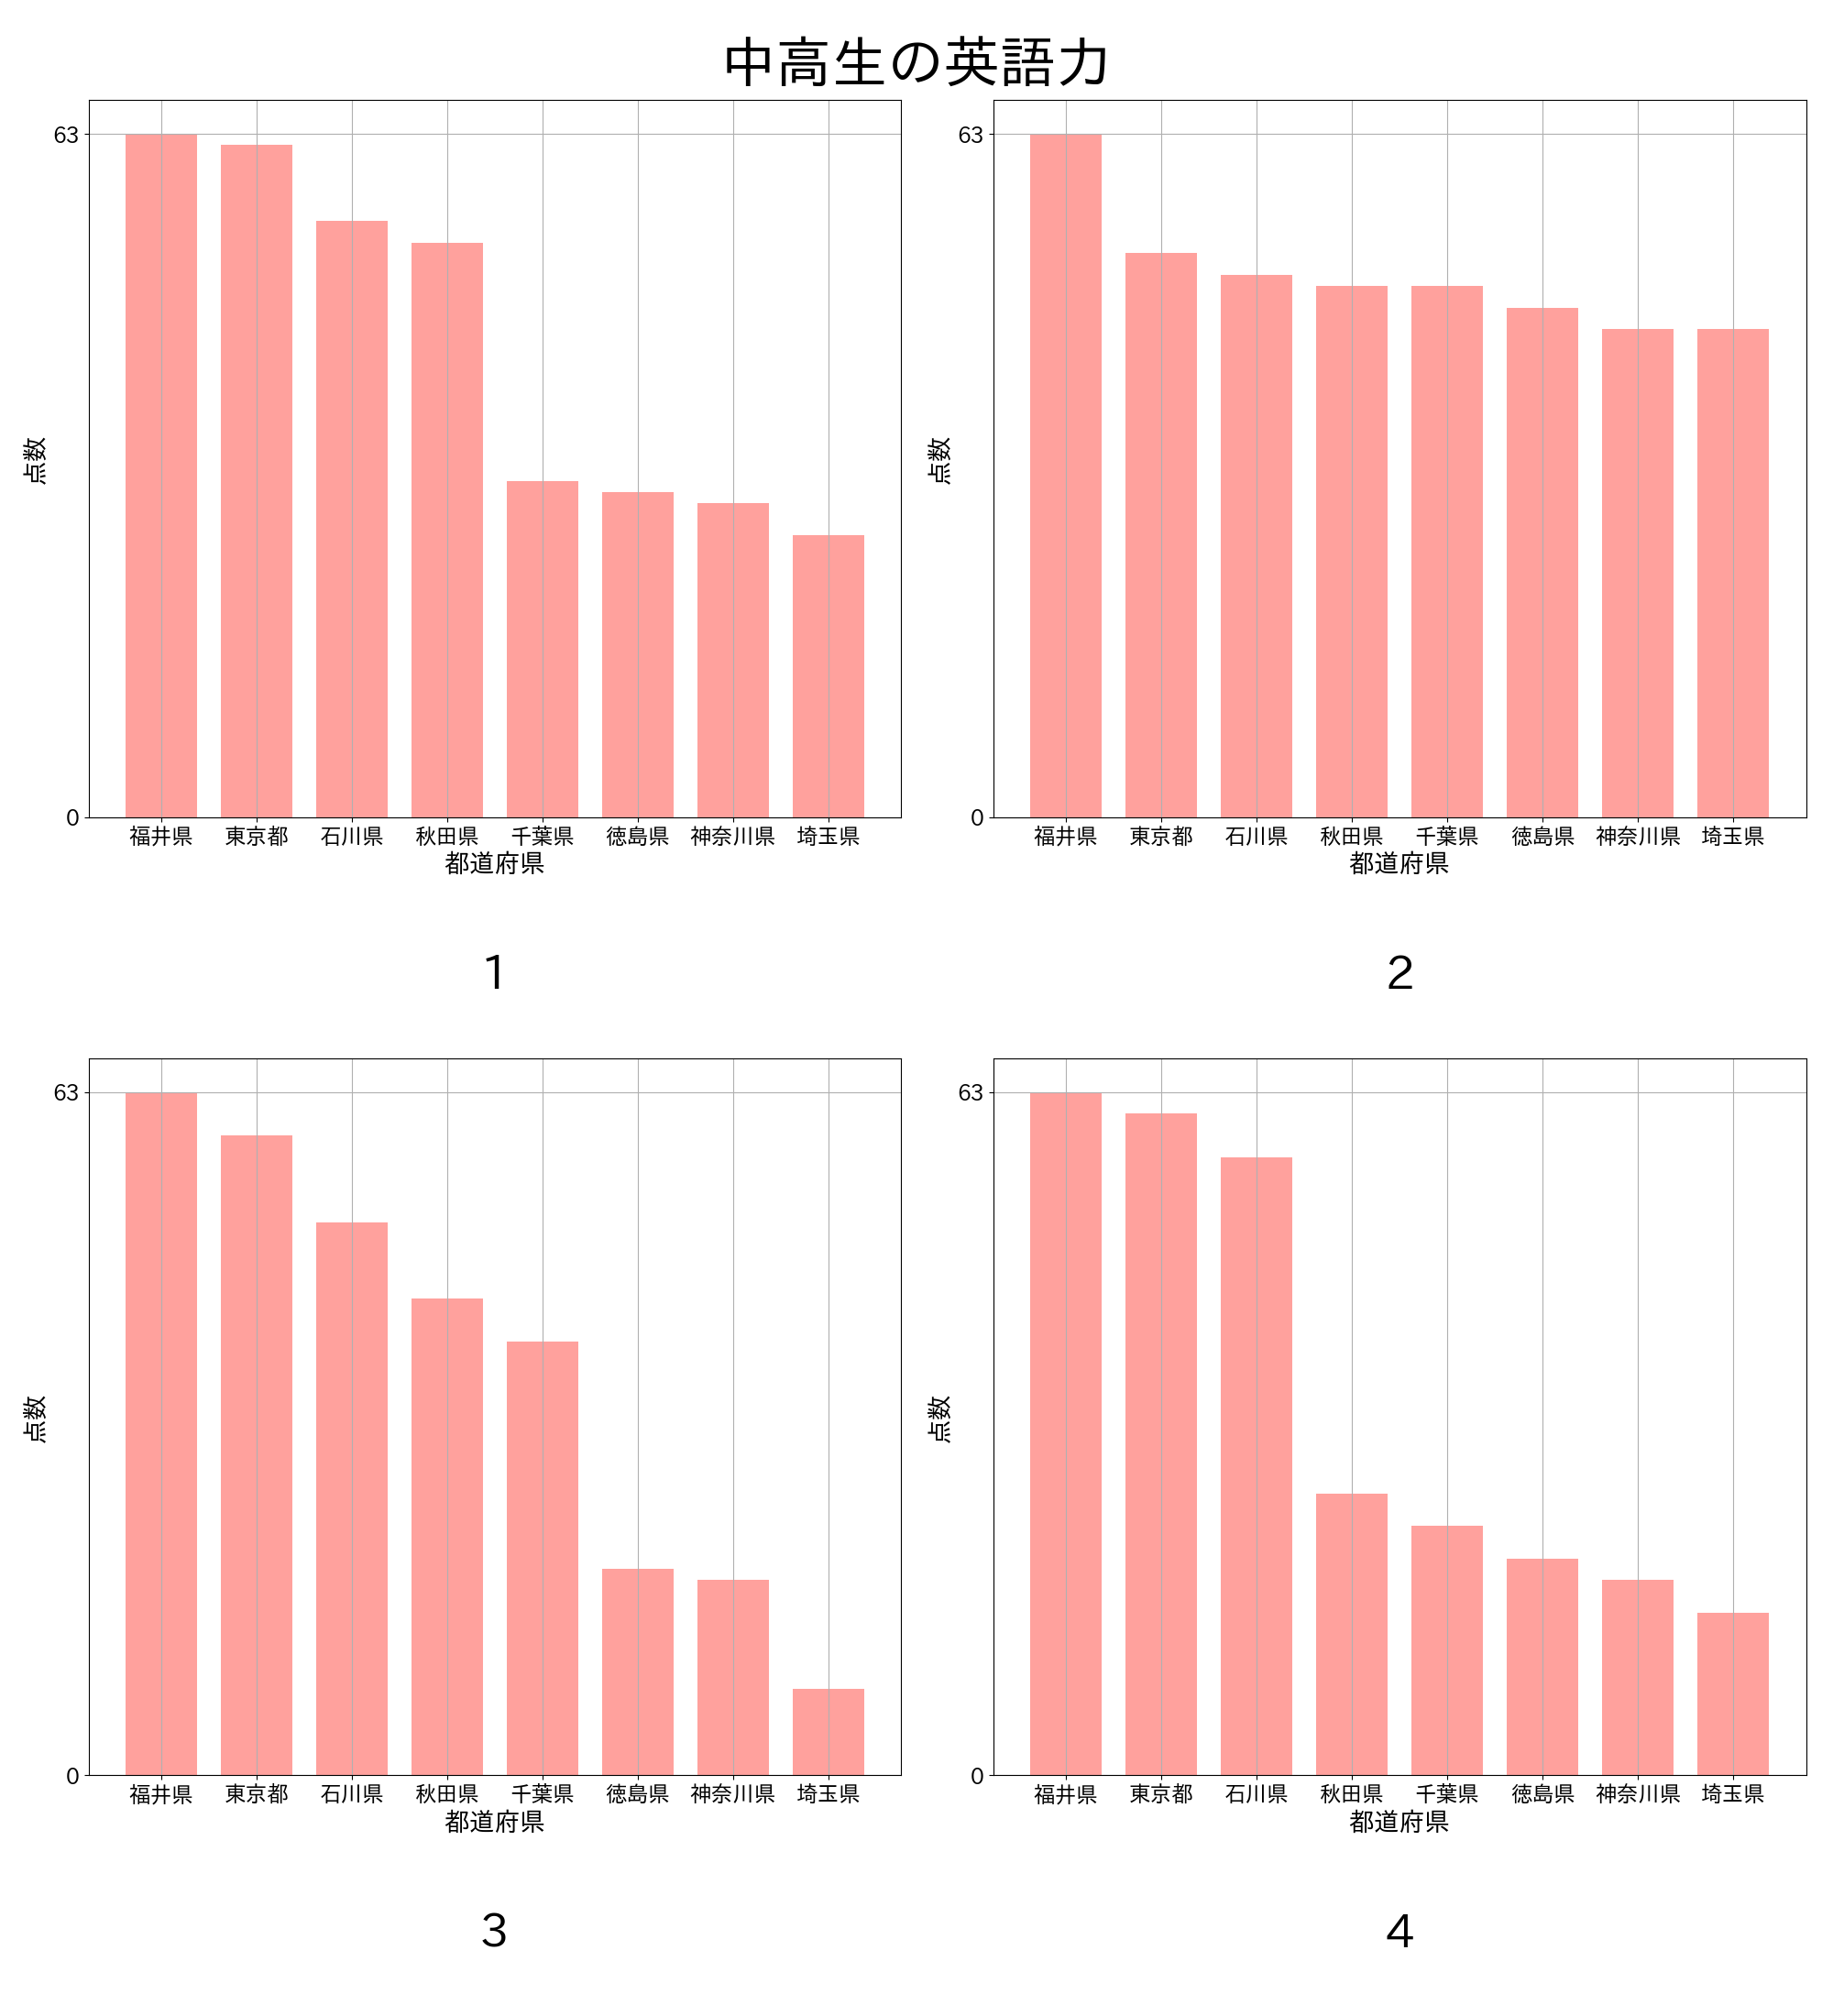 中高生の英語力
63
0
点数
福井県 東京都 石川県 秋田県 千葉県 徳島県 神奈川県 埼玉県
都道府県
1
63
0
点数
福井県 東京都 石川県 秋田県 千葉県 徳島県 神奈川県 埼玉県
都道府県
2
63
0
点数
福井県 東京都 石川県 秋田県 千葉県 徳島県 神奈川県 埼玉県
都道府県
3
63
0
点数
福井県 東京都 石川県 秋田県 千葉県 徳島県 神奈川県 埼玉県
都道府県
4